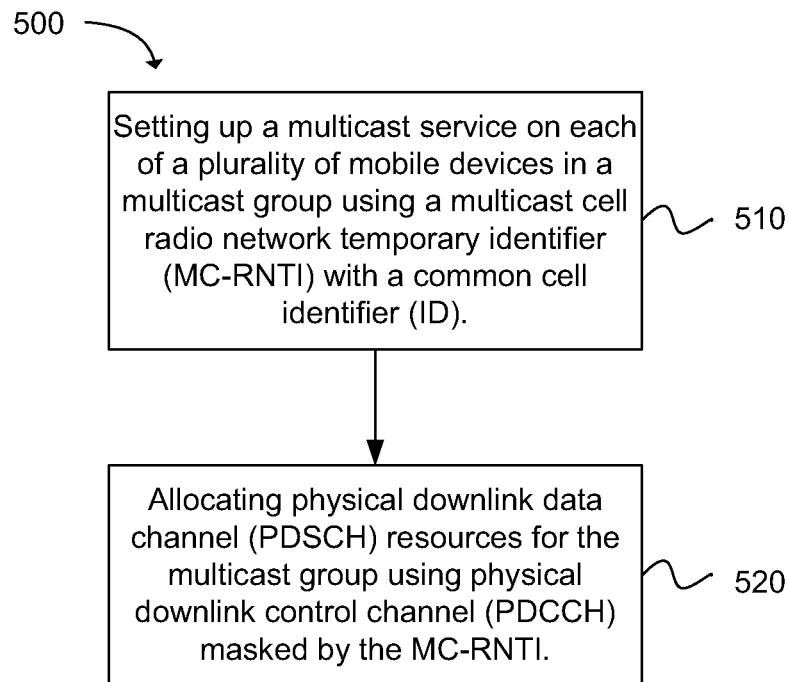 500
Setting up a multicast service on each
of a plurality of mobile devices in a
multicast group using a multicast cell
radio network temporary identifier
(MC-RNTI) with a common cell
identifier (ID).
510
Allocating physical downlink data
channel (PDSCH) resources for the
multicast group using physical
downlink control channel (PDCCH)
masked by the MC-RNTI.
520